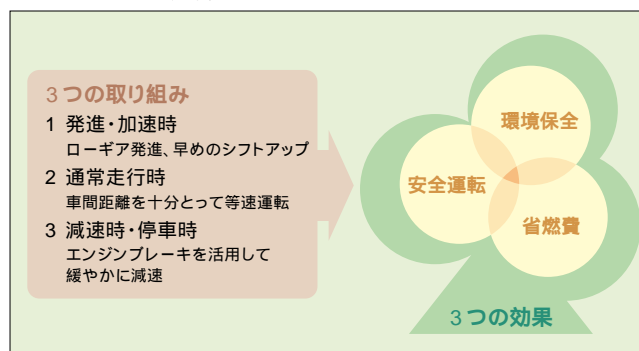 3つの取り組み
1 発進・加速時
ローギア発進、早めのシフトアップ
2 通常走行時
車間距離を十分とって等速運転
3 減速時・停車時
エンジンブレーキを活用して
緩やかに減速
環境保全
安全運転
省燃費
3つの効果